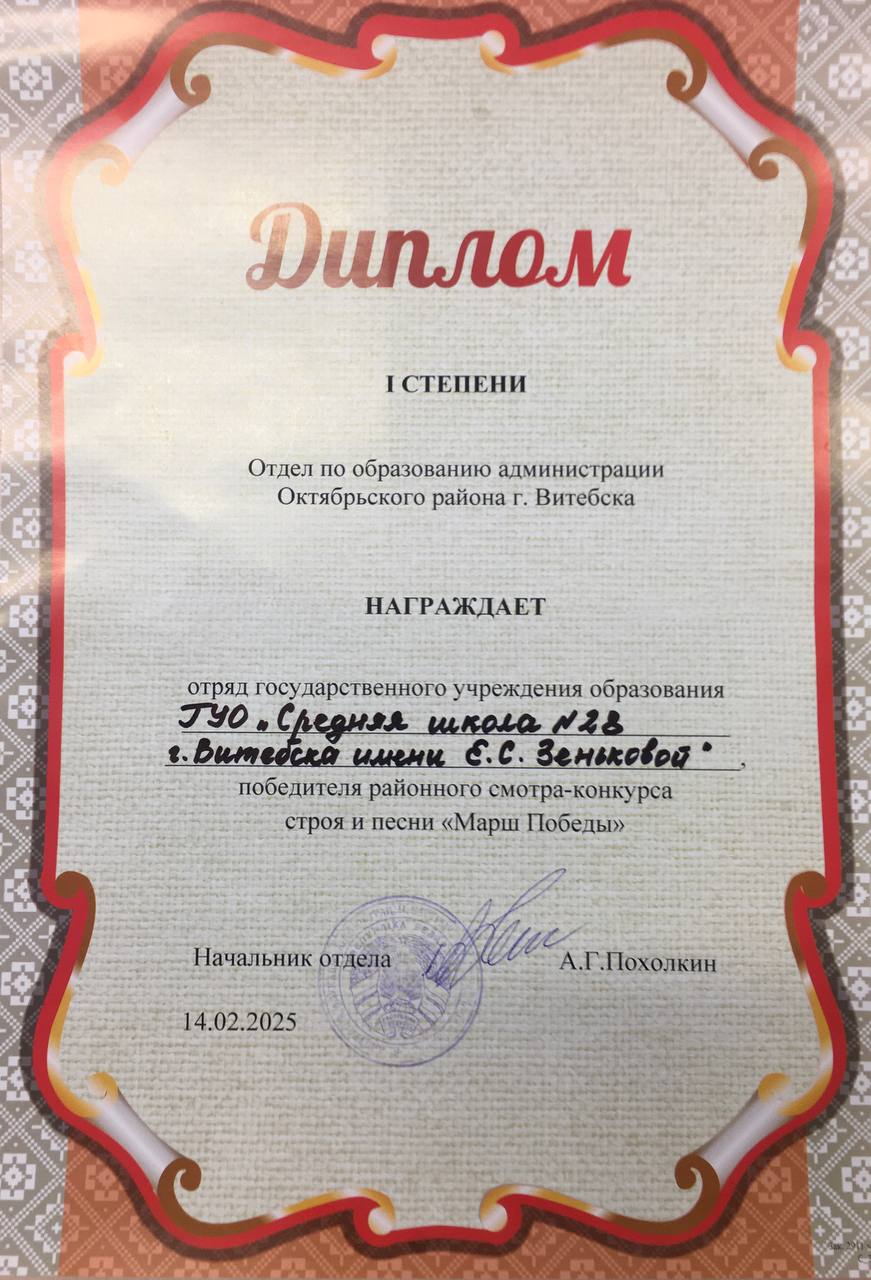 Диплом
I СТЕПЕНИ
Отдел по образованию администрации
Октябрьского района г. Витебска
НАГРАЖДАЕТ
отряд государственного учреждения образования
ГУО „Средняя школа №28
г. Витебска имени Е.С. Зеньковой",
победителя районного смотра-конкурса
строя и песни «Марш Победы»
Начальник отдела А.Г.Похолкин
14.02.2025